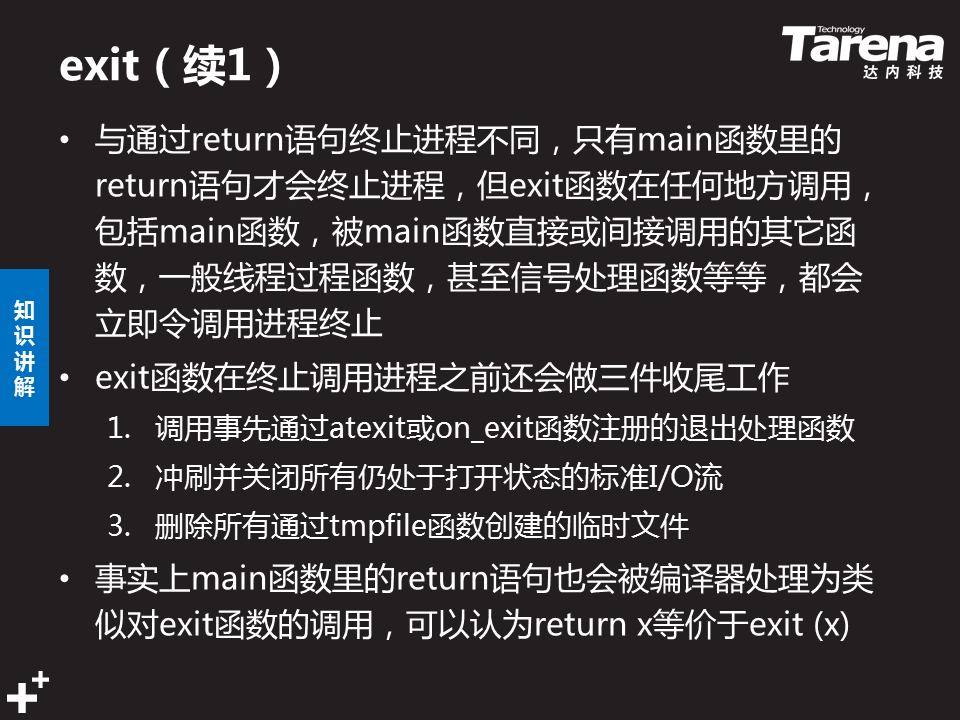 exit（续1）
Technology
Tarena
达内科技
• 与通过return语句终止进程不同，只有main函数里的
return语句才会终止进程，但exit函数在任何地方调用，
包括main函数，被main函数直接或间接调用的其它函
数，一般线程过程函数，甚至信号处理函数等等，都会
立即令调用进程终止
知
识
讲
解
• exit函数在终止调用进程之前还会做三件收尾工作
1. 调用事先通过atexit或on_exit函数注册的退出处理函数
2. 冲刷并关闭所有仍处于打开状态的标准I/O流
3. 删除所有通过tmpfile函数创建的临时文件
• 事实上main函数里的return语句也会被编译器处理为类
似对exit函数的调用，可以认为return x等价于exit (x)